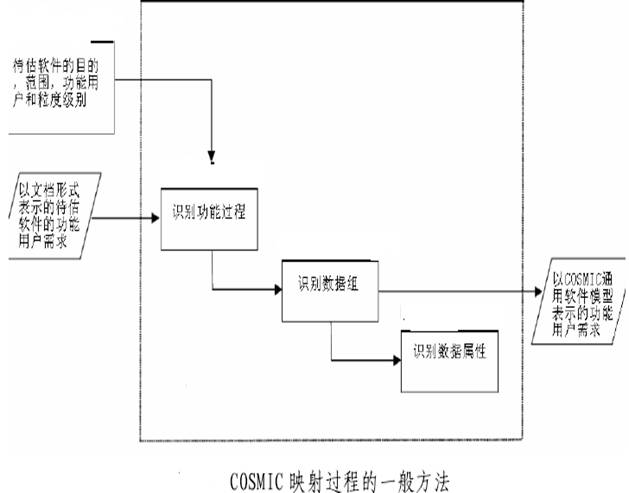 待估软件的目的
，范围，功能用
户和粒度级别
以文档形式
表示的待估
软件的功能
用户需求
识别功能过程
识别数据组
以COSMIC通
用软件模型
表示的功能
用户需求
识别数据属性
COSMIC 映射过程的一般方法